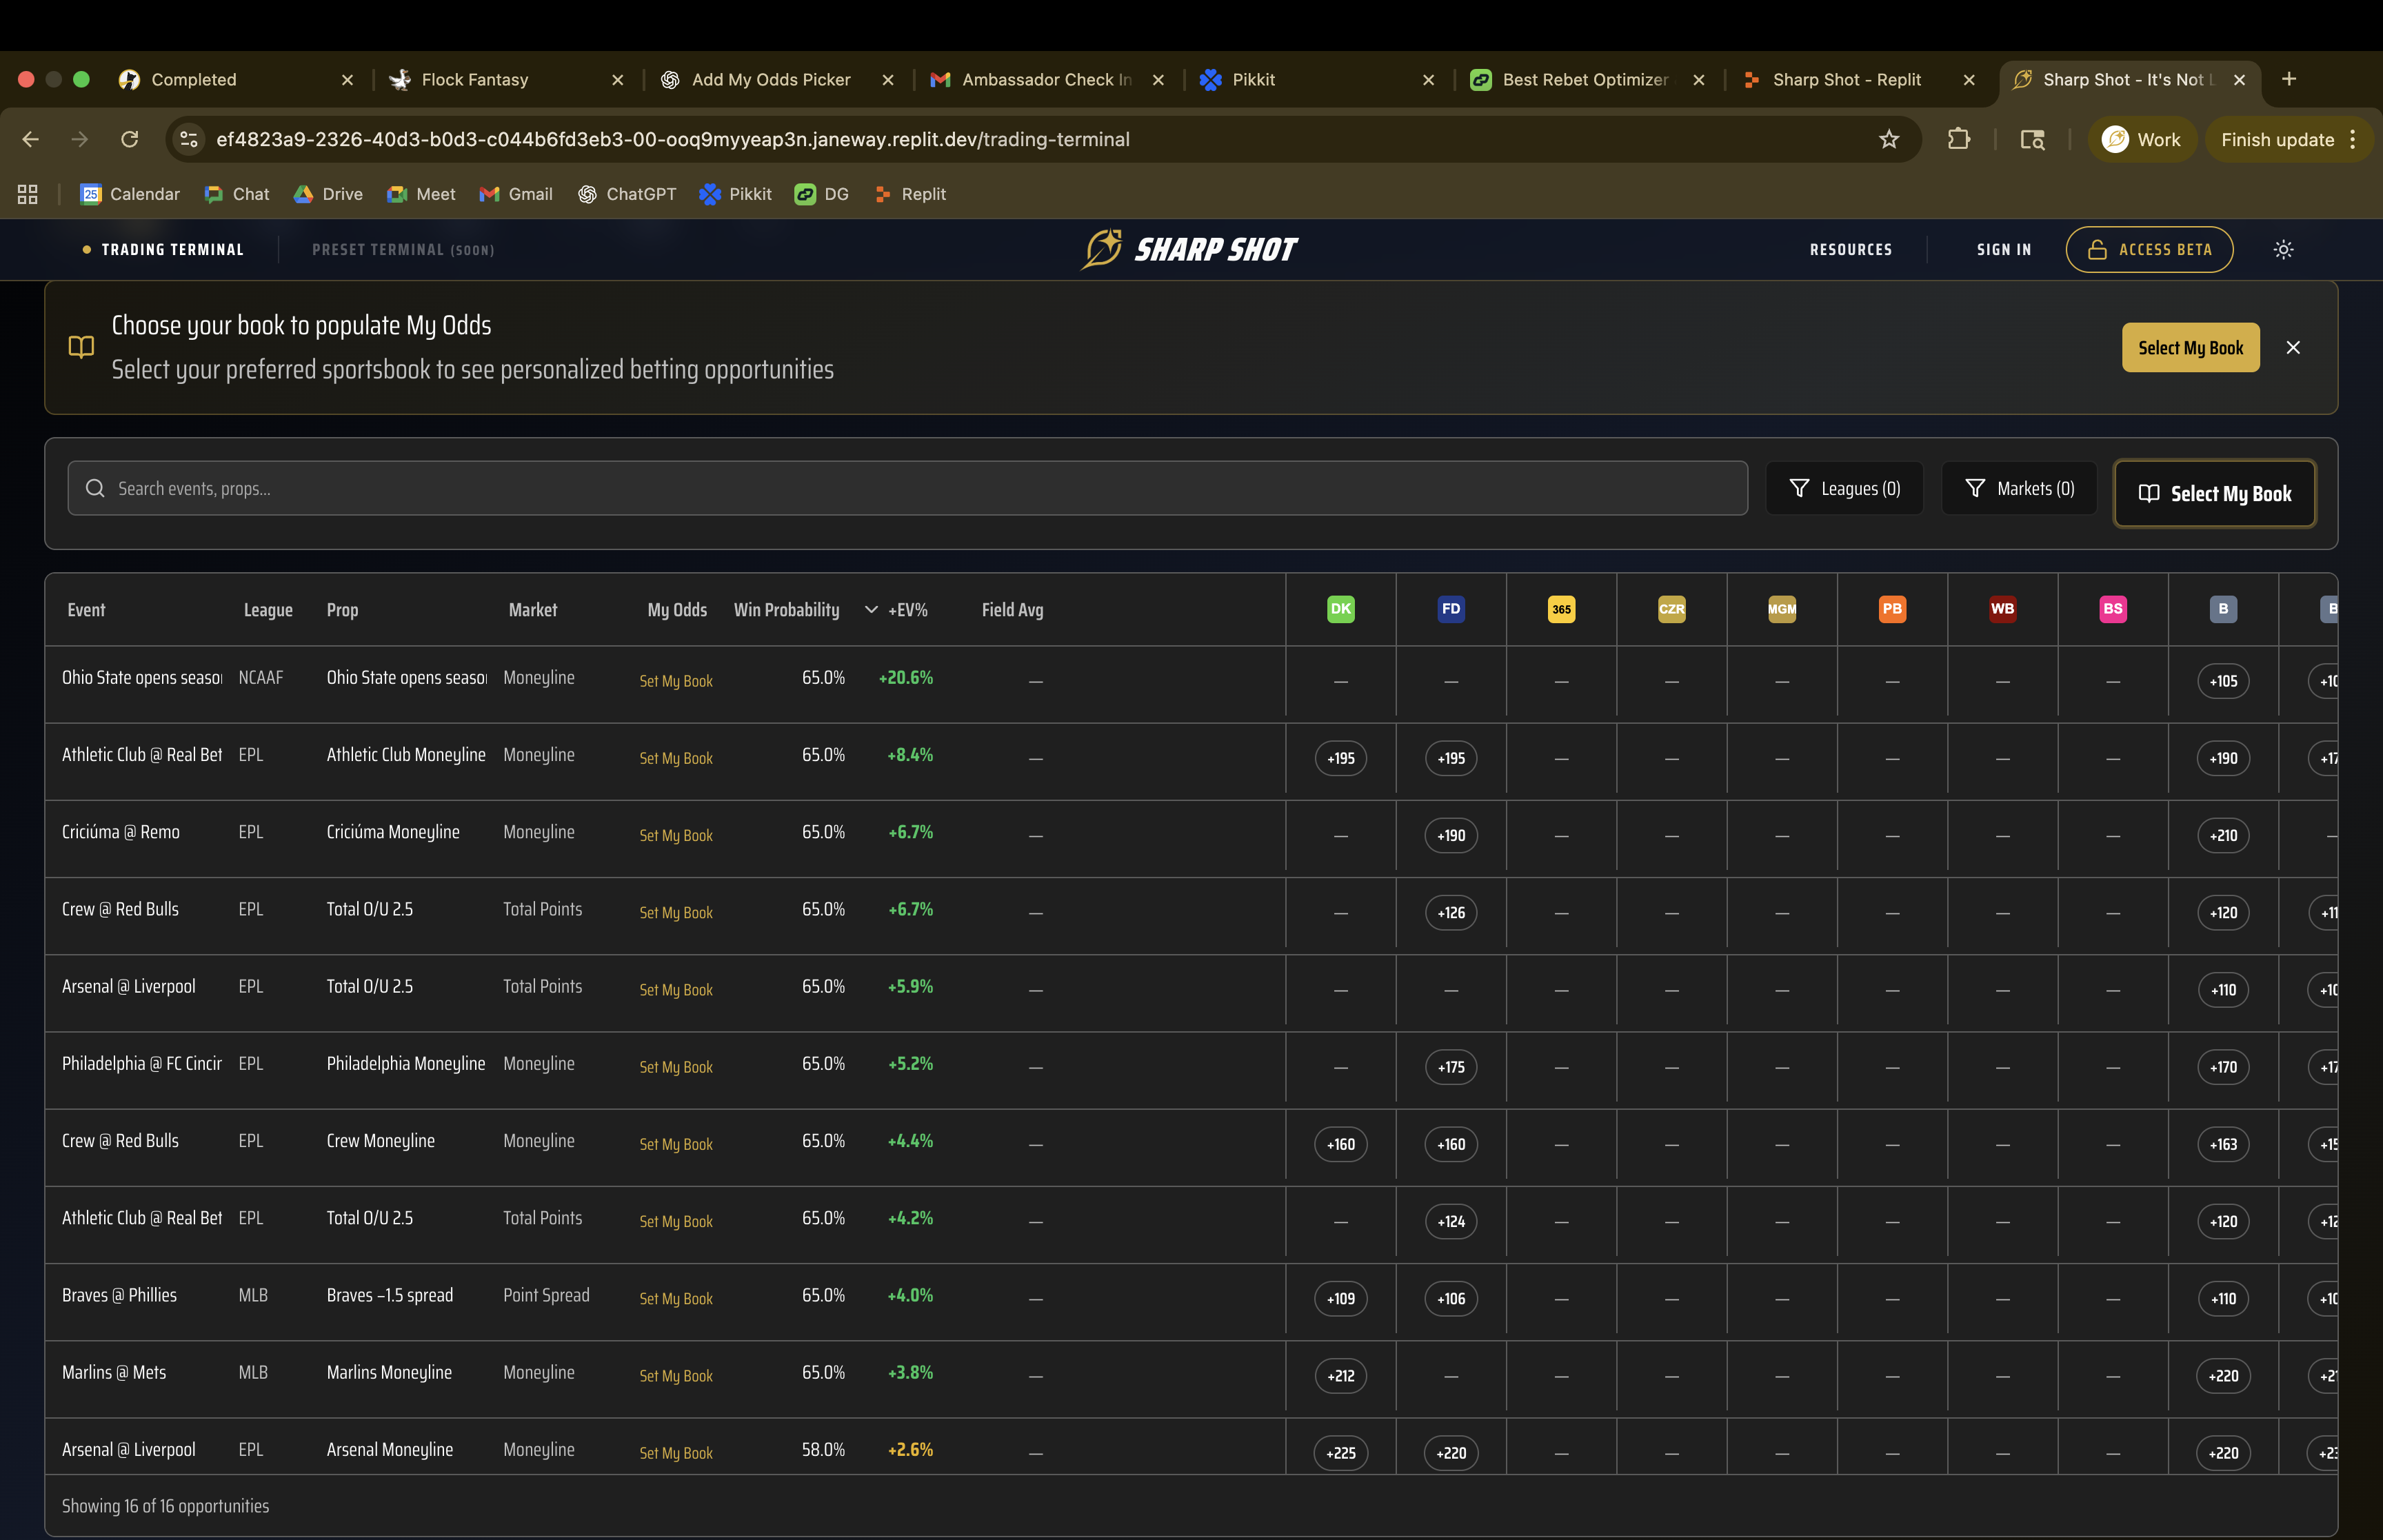 Completed
Flock Fantasy
Add My Odds Picker
Ambassador Check In
Pikkit
Best Rebet Optimizer
Sharp Shot - Replit
Sharp Shot - It's Not L
ef4823a9-2326-40d3-b0d3-c044b6fd3eb3-00-ooq9myyeap3n.janeway.replit.dev/trading-terminal
Work
Finish update
25 Calendar
Chat
Drive
Meet
Gmail
ChatGPT
Pikkit
DG
Replit
TRADING TERMINAL
PRESET TERMINAL (SOON)
SHARP SHOT
RESOURCES
SIGN IN
ACCESS BETA
Choose your book to populate My Odds
Select your preferred sportsbook to see personalized betting opportunities
Select My Book
Search events, props...
Leagues (0)
Markets (0)
Select My Book
Event League Prop Market My Odds Win Probability +EV% Field Avg DK FD 365 CZR MGM PB WB BS B B
Ohio State opens seaso NCAAF Ohio State opens seaso Moneyline Set My Book 65.0% +20.6% — — — — — — — — — +105 +10
Athletic Club @ Real Bet EPL Athletic Club Moneyline Moneyline Set My Book 65.0% +8.4% — +195 +195 — — — — — — +190 +17
Criciúma @ Remo EPL Criciúma Moneyline Moneyline Set My Book 65.0% +6.7% — — +190 — — — — — — +210 —
Crew @ Red Bulls EPL Total O/U 2.5 Total Points Set My Book 65.0% +6.7% — — +126 — — — — — — +120 +11
Arsenal @ Liverpool EPL Total O/U 2.5 Total Points Set My Book 65.0% +5.9% — — — — — — — — — +110 +10
Philadelphia @ FC Cincir EPL Philadelphia Moneyline Moneyline Set My Book 65.0% +5.2% — — +175 — — — — — — +170 +17
Crew @ Red Bulls EPL Crew Moneyline Moneyline Set My Book 65.0% +4.4% — +160 +160 — — — — — — +163 +15
Athletic Club @ Real Bet EPL Total O/U 2.5 Total Points Set My Book 65.0% +4.2% — — +124 — — — — — — +120 +12
Braves @ Phillies MLB Braves −1.5 spread Point Spread Set My Book 65.0% +4.0% — +109 +106 — — — — — — +110 +10
Marlins @ Mets MLB Marlins Moneyline Moneyline Set My Book 65.0% +3.8% — +212 — — — — — — — +220 +21
Arsenal @ Liverpool EPL Arsenal Moneyline Moneyline Set My Book 58.0% +2.6% — +225 +220 — — — — — — +220 +23
Showing 16 of 16 opportunities